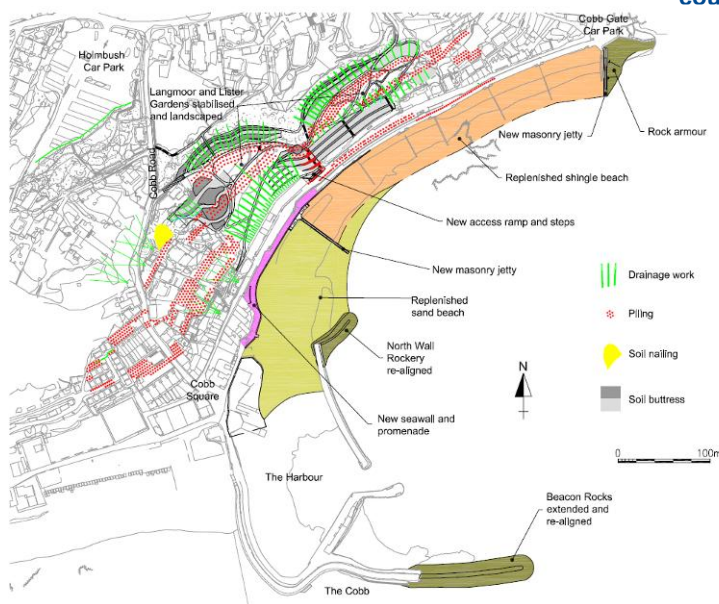 Cobb Gate
Car Park
Holmbush
Car Park
Langmoor and Lister
Gardens stabilised
and landscaped
Cobb Road
New masonry jetty
Rock armour
Replenished shingle beach
New access ramp and steps
New masonry jetty
Replenished
sand beach
North Wall
Rockery
re-aligned
Cobb
Square
New seawall and
promenade
The Harbour
Beacon Rocks
extended and
re-aligned
The Cobb
Drainage work
Piling
Soil nailing
Soil buttress
N
0 100m